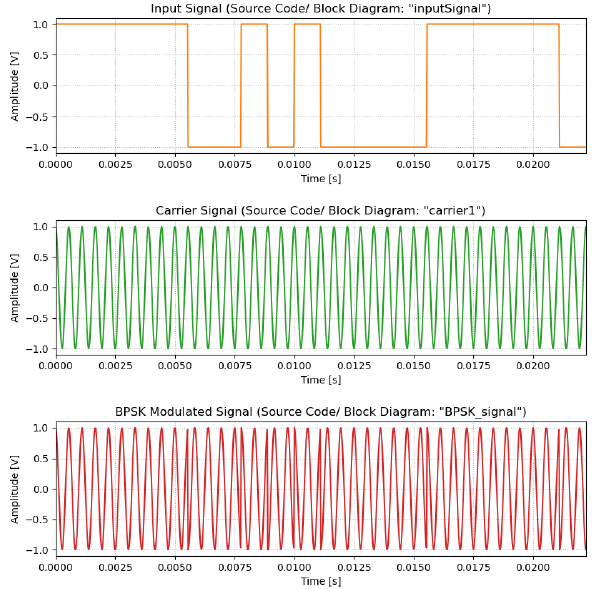 Input Signal (Source Code/ Block Diagram: "inputSignal")
1.0
0.5
0.0
−0.5
−1.0
Amplitude [V]
0.0000 0.0025 0.0050 0.0075 0.0100 0.0125 0.0150 0.0175 0.0200
Time [s]
Carrier Signal (Source Code/ Block Diagram: "carrier1")
1.0
0.5
0.0
−0.5
−1.0
Amplitude [V]
0.0000 0.0025 0.0050 0.0075 0.0100 0.0125 0.0150 0.0175 0.0200
Time [s]
BPSK Modulated Signal (Source Code/ Block Diagram: "BPSK_signal")
1.0
0.5
0.0
−0.5
−1.0
Amplitude [V]
0.0000 0.0025 0.0050 0.0075 0.0100 0.0125 0.0150 0.0175 0.0200
Time [s]